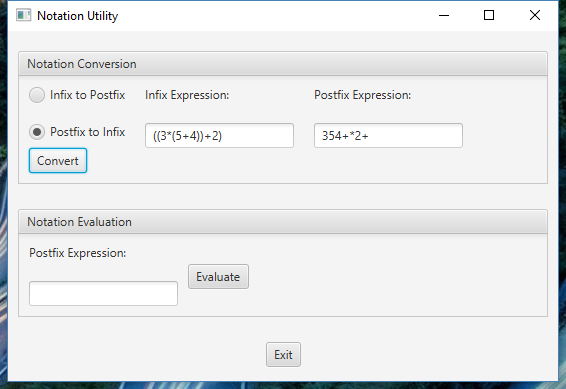 Notation Utility
Notation Conversion
Infix to Postfix
Infix Expression:
Postfix Expression:
Postfix to Infix
((3*(5+4))+2)
354+*2+
Convert
Notation Evaluation
Postfix Expression:
Evaluate
Exit